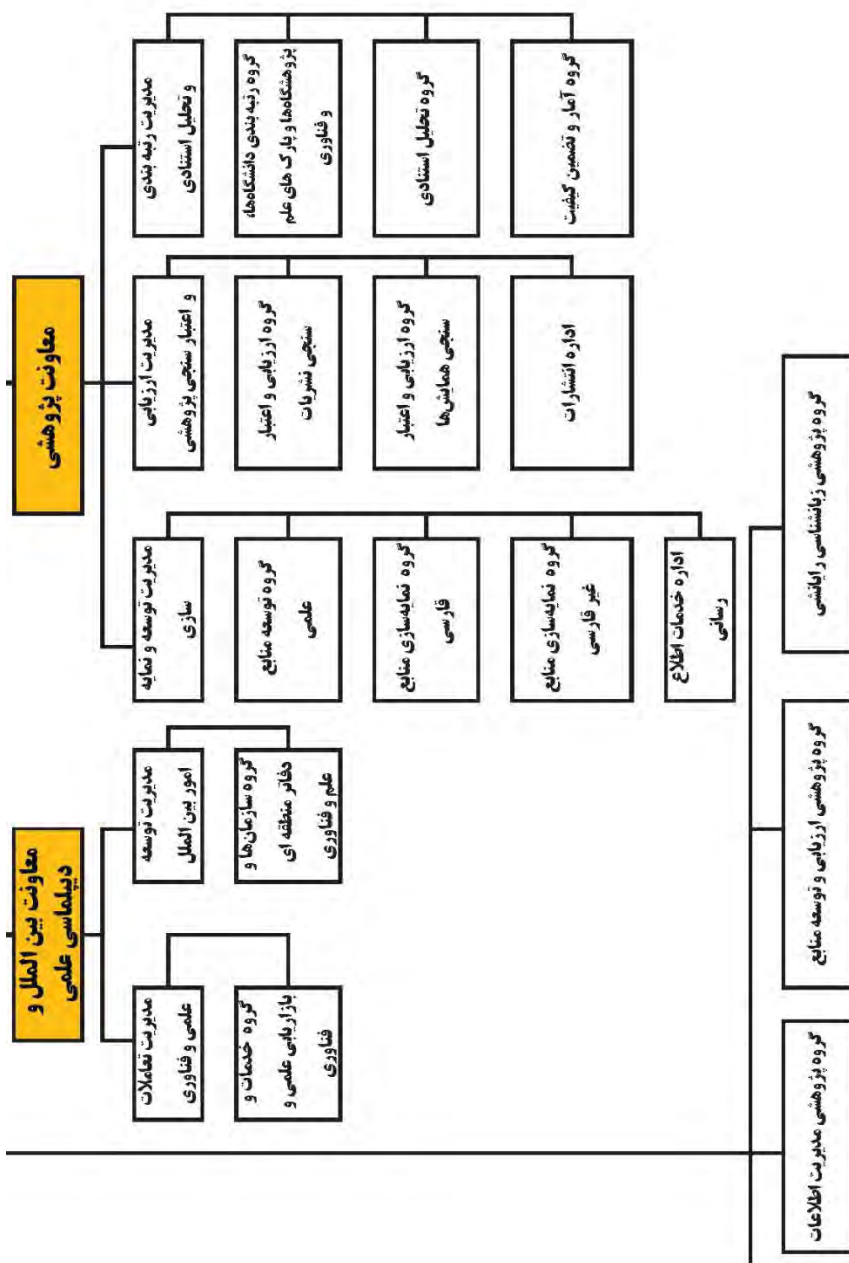 معاونت پژوهشی
مدیریت رتبه بندی
و تحلیل استنادی
گروه رتبه بندی دانشگاه‌ها،
پژوهشگاه‌ها و پارک های علم
و فناوری
گروه تحلیل استنادی
گروه آمار و تضمین کیفیت
مدیریت ارزیابی
و اعتبار سنجی پژوهشی
گروه ارزیابی و اعتبار
سنجی نشریات
گروه ارزیابی و اعتبار
سنجی همایش‌ها
اداره انتشارات
مدیریت توسعه و نمایه
سازی
گروه توسعه منابع
علمی
گروه نمایه‌سازی منابع
فارسی
گروه نمایه‌سازی منابع
غیر فارسی
اداره خدمات اطلاع
رسانی
معاونت بین الملل و
دیپلماسی علمی
مدیریت توسعه
امور بین الملل
گروه سازمان‌ها و
دفاتر منطقه ای
علم و فناوری
مدیریت تعاملات
علمی و فناوری
گروه خدمات و
بازاریابی علمی و
فناوری
گروه پژوهشی زبانشناسی رایانشی
گروه پژوهشی ارزیابی و توسعه منابع
گروه پژوهشی مدیریت اطلاعات